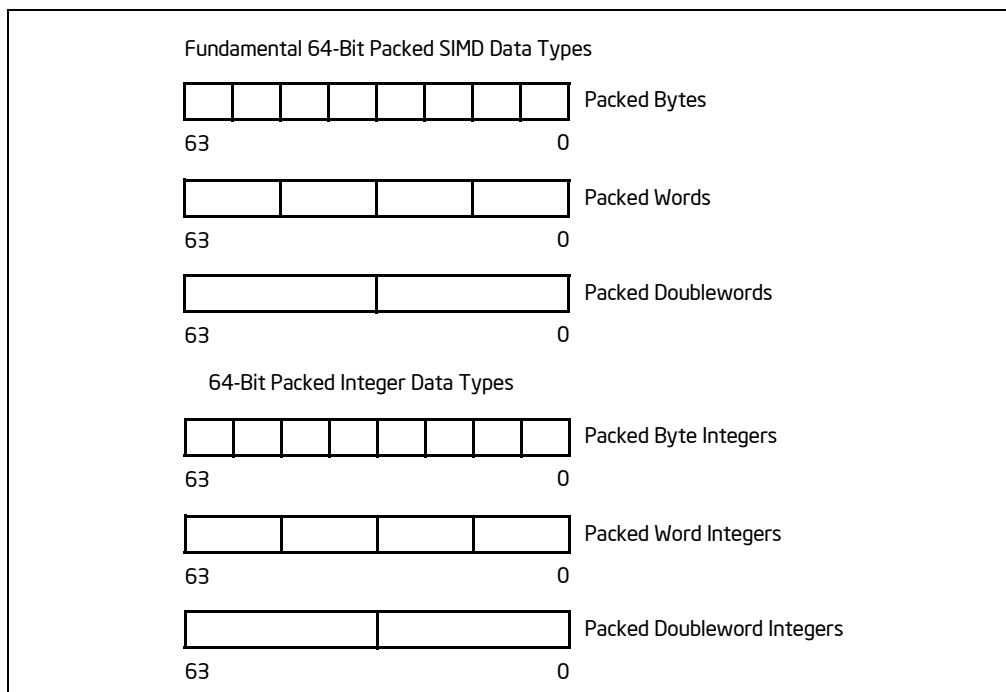 Fundamental 64-Bit Packed SIMD Data Types
Packed Bytes
63 0
Packed Words
63 0
Packed Doublewords
63 0
64-Bit Packed Integer Data Types
Packed Byte Integers
63 0
Packed Word Integers
63 0
Packed Doubleword Integers
63 0